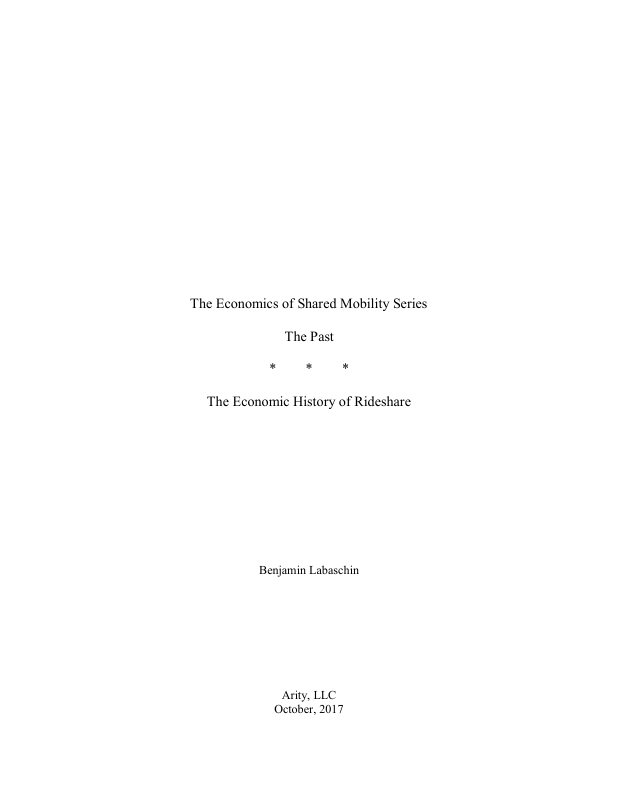 The Economics of Shared Mobility Series
The Past
* * *
The Economic History of Rideshare
Benjamin Labaschin
Arity, LLC
October, 2017